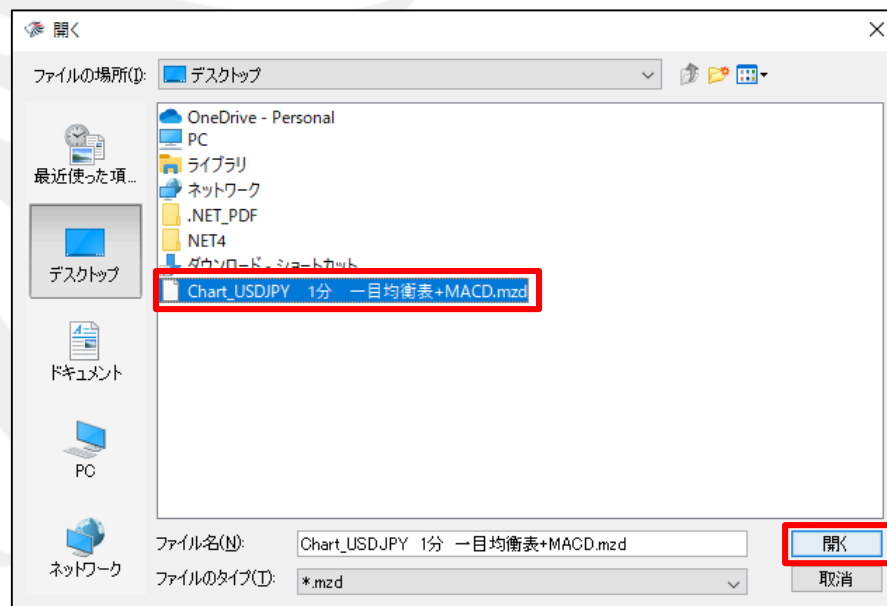 開く
ファイルの場所(I):
デスクトップ
OneDrive - Personal
PC
ライブラリ
ネットワーク
.NET_PDF
NET4
ダウンロード - ショートカット
Chart_USDJPY　1分　一目均衡表+MACD.mzd
最近使った項...
デスクトップ
ドキュメント
PC
ネットワーク
ファイル名(N):
Chart_USDJPY　1分　一目均衡表+MACD.mzd
開く
ファイルのタイプ(T):
*.mzd
取消